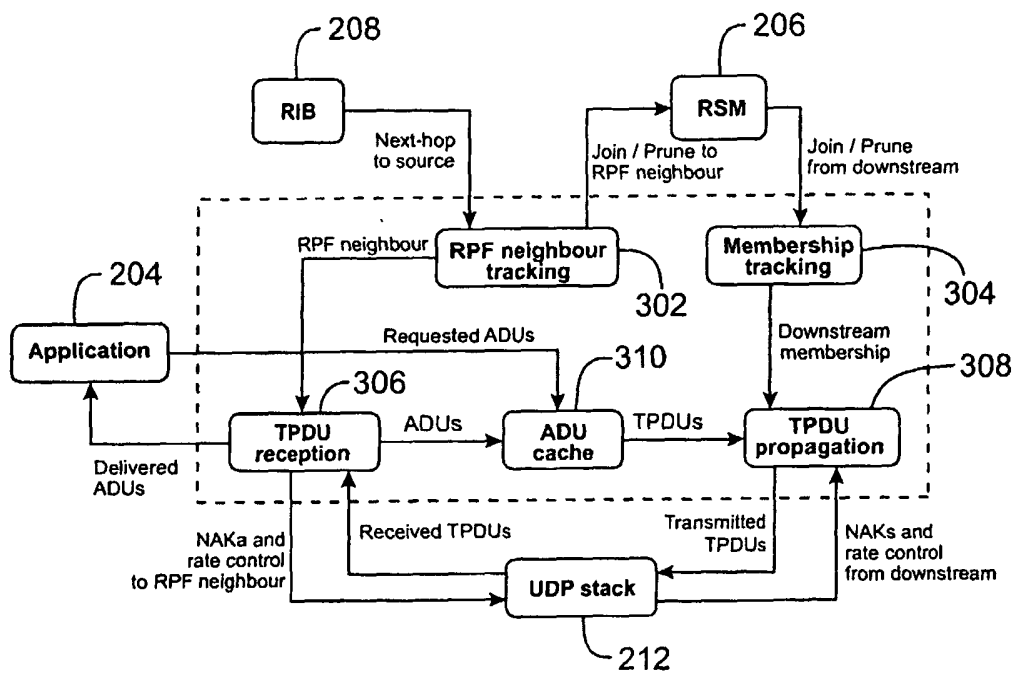 208
206
RIB
RSM
Next-hop
to source
Join / Prune to
RPF neighbour
Join / Prune
from downstream
RPF neighbour
RPF neighbour
tracking
Membership
tracking
302
304
204
Application
Requested ADUs
Downstream
membership
306
310
308
TPDU
reception
ADUs
ADU
cache
TPDUs
TPDU
propagation
Delivered
ADUs
NAKa and
rate control
to RPF neighbour
Received TPDUs
Transmitted
TPDUs
NAKs and
rate control
from downstream
UDP stack
212